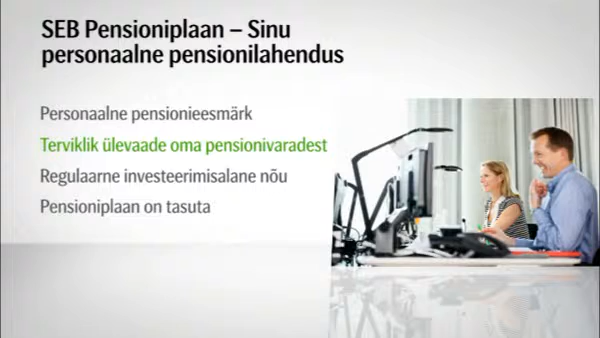 SEB Pensioniplaan – Sinu
personaalne pensionilahendus
Personaalne pensionieesmärk
Terviklik ülevaade oma pensionivaradest
Regulaarne investeerimisalane nõu
Pensioniplaan on tasuta